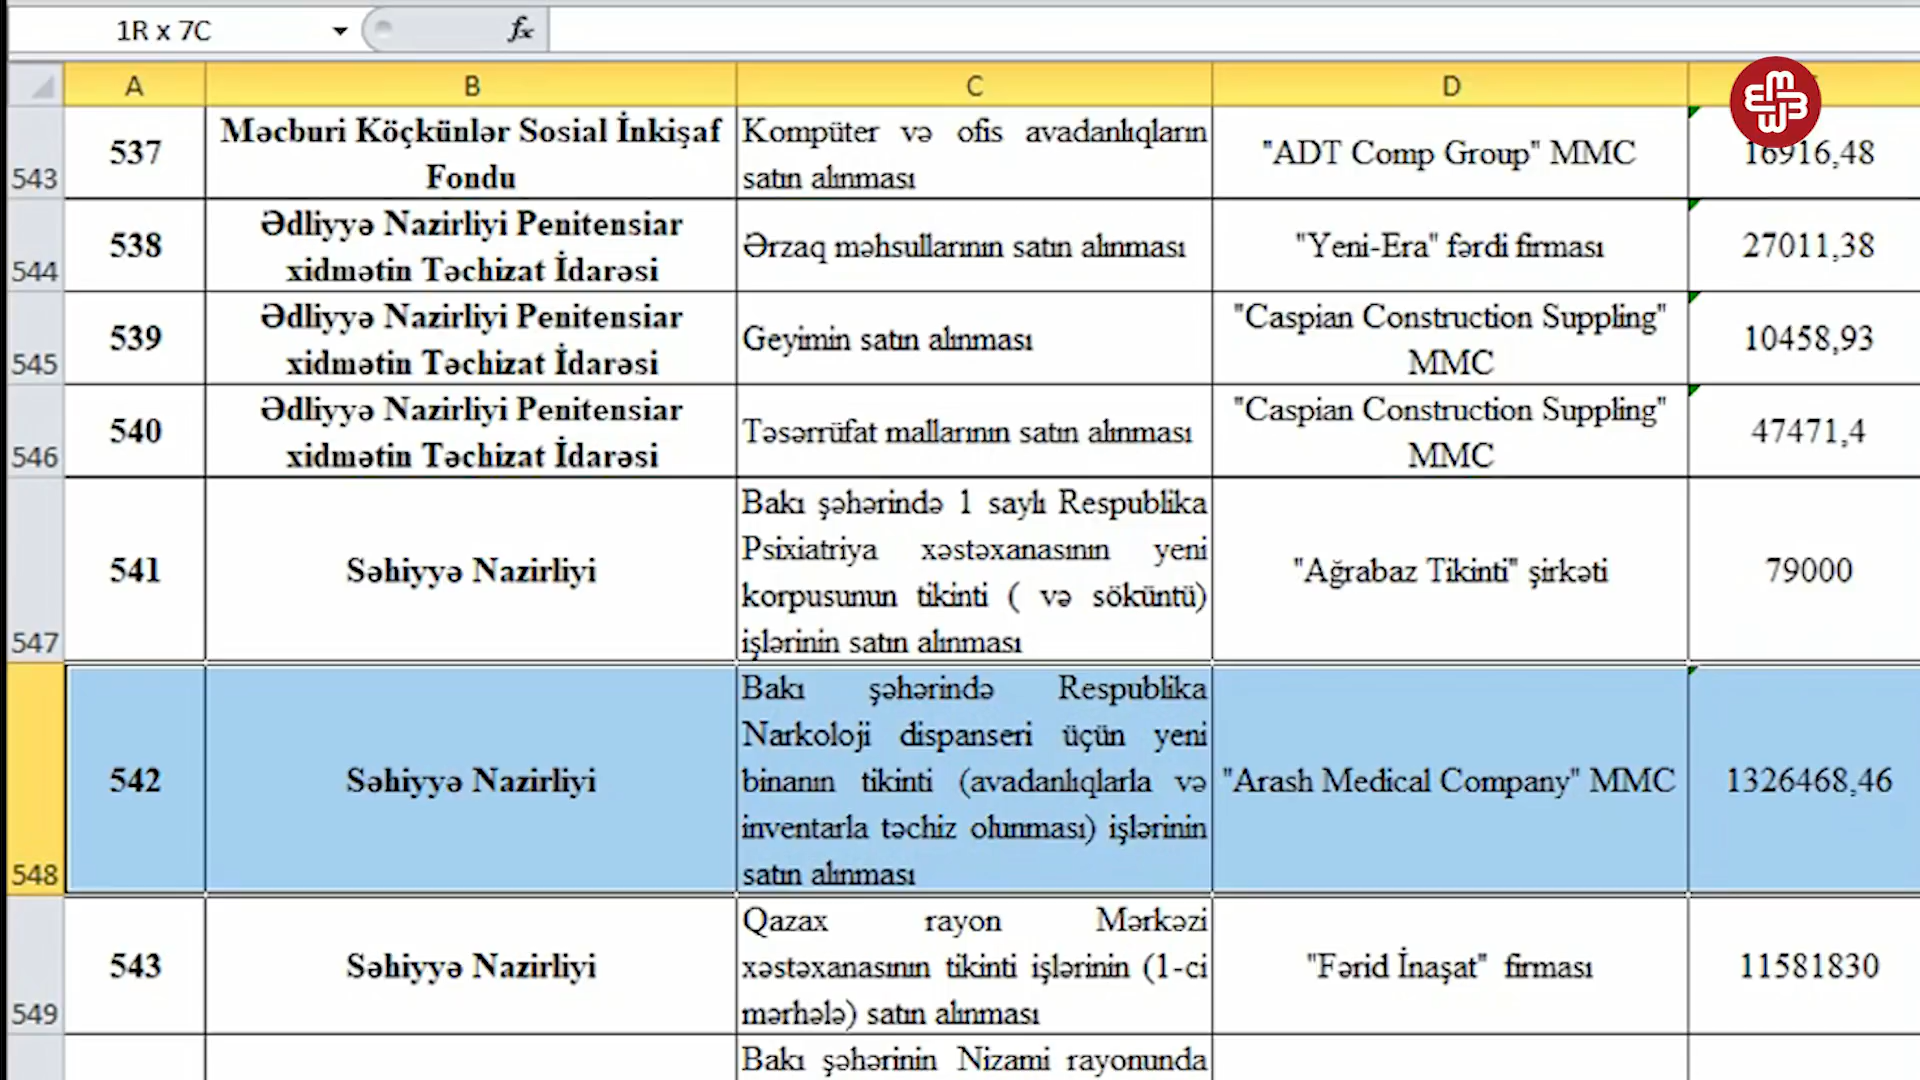 1R x 7C
fx
A B C D
543 537 Məcburi Köçkünlər Sosial İnkişaf Fondu Kompüter və ofis avadanlıqların satın alınması "ADT Comp Group" MMC 16916,48
544 538 Ədliyyə Nazirliyi Penitensiar xidmətin Təchizat İdarəsi Ərzaq məhsullarının satın alınması "Yeni-Era" fərdi firması 27011,38
545 539 Ədliyyə Nazirliyi Penitensiar xidmətin Təchizat İdarəsi Geyimin satın alınması "Caspian Construction Suppling" MMC 10458,93
546 540 Ədliyyə Nazirliyi Penitensiar xidmətin Təchizat İdarəsi Təsərrüfat mallarının satın alınması "Caspian Construction Suppling" MMC 47471,4
547 541 Səhiyyə Nazirliyi Bakı şəhərində 1 saylı Respublika Psixiatriya xəstəxanasının yeni korpusunun tikinti ( və söküntü) işlərinin satın alınması "Ağrabaz Tikinti" şirkəti 79000
548 542 Səhiyyə Nazirliyi Bakı şəhərində Respublika Narkoloji dispanseri üçün yeni binanın tikinti (avadanlıqlarla və inventarla təchiz olunması) işlərinin satın alınması "Arash Medical Company" MMC 1326468,46
549 543 Səhiyyə Nazirliyi Qazax rayon Mərkəzi xəstəxanasının tikinti işlərinin (1-ci mərhələ) satın alınması "Fərid İnaşat" firması 11581830
Bakı şəhərinin Nizami rayonunda